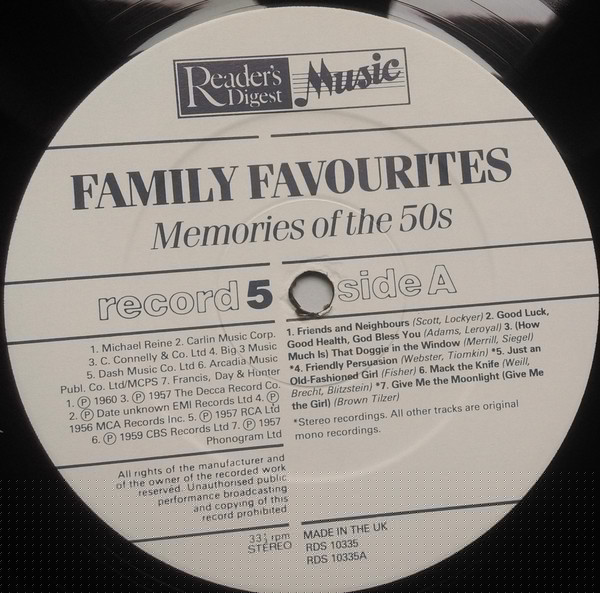 Reader's Digest Music
FAMILY FAVOURITES
Memories of the 50s
record 5 side A
1. Michael Reine 2. Carlin Music Corp.
3. C. Connelly & Co. Ltd 4. Big 3 Music
5. Dash Music Co. Ltd 6. Arcadia Music
Publ. Co. Ltd/MCPS 7. Francis, Day & Hunter
1. Ⓟ 1960 3. Ⓟ 1957 The Decca Record Co.
2. Ⓟ Date unknown EMI Records Ltd 4. Ⓟ
1956 MCA Records Inc. 5. Ⓟ 1957 RCA Ltd
6. Ⓟ 1959 CBS Records Ltd 7. Ⓟ 1957
Phonogram Ltd
All rights of the manufacturer and
of the owner of the recorded work
reserved. Unauthorised public
performance broadcasting
and copying of this
record prohibited
33⅓ rpm
STEREO
1. Friends and Neighbours (Scott, Lockyer) 2. Good Luck,
Good Health, God Bless You (Adams, Leroyal) 3. (How
Much Is) That Doggie in the Window (Merrill, Siegel)
*4. Friendly Persuasion (Webster, Tiomkin) *5. Just an
Old-Fashioned Girl (Fisher) 6. Mack the Knife (Weill,
Brecht, Blitzstein) *7. Give Me the Moonlight (Give Me
the Girl) (Brown Tilzer)
*Stereo recordings. All other tracks are original
mono recordings.
MADE IN THE UK
RDS 10335
RDS 10335A